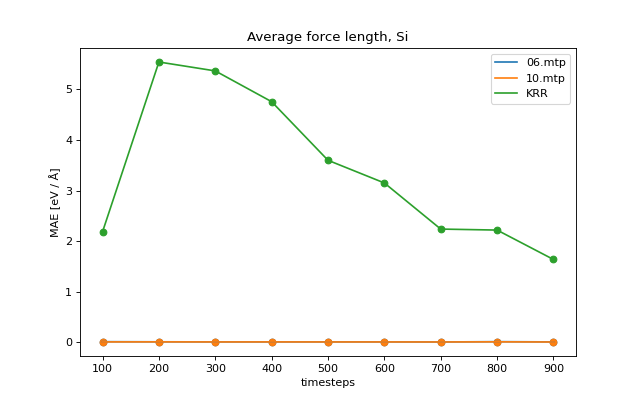 Average force length, Si
06.mtp
10.mtp
KRR
MAE [eV / Å]
5
4
3
2
1
0
100 200 300 400 500 600 700 800 900
timesteps